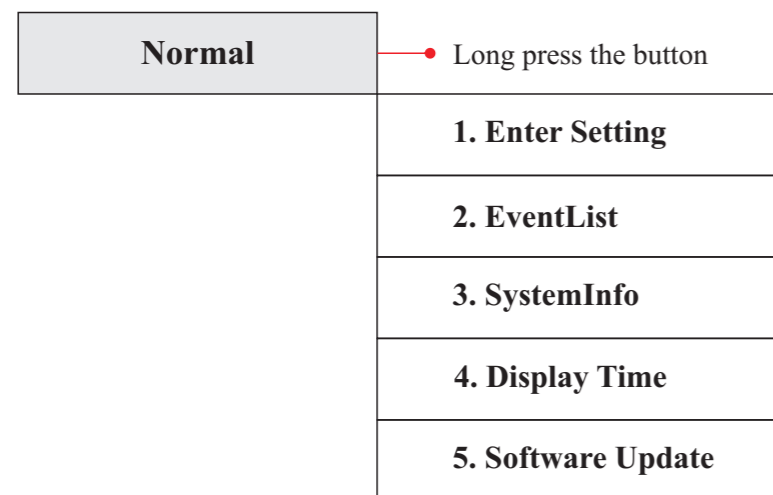 Normal
Long press the button
1. Enter Setting
2. EventList
3. SystemInfo
4. Display Time
5. Software Update